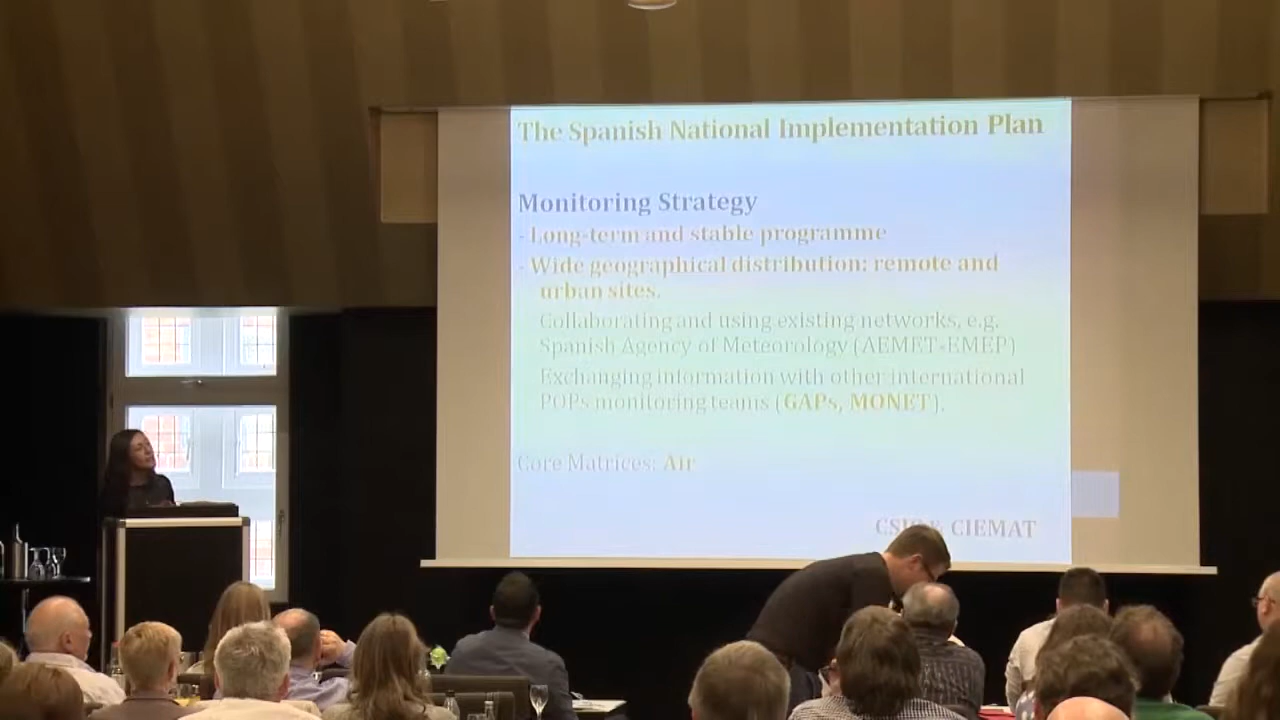 The Spanish National Implementation Plan
Monitoring Strategy
- Long-term and stable programme
- Wide geographical distribution: remote and
urban sites.
Collaborating and using existing networks, e.g.
Spanish Agency of Meteorology (AEMET-EMEP)
Exchanging information with other international
POPs monitoring teams (GAPs, MONET).
Core Matrices: Air
CSIC & CIEMAT